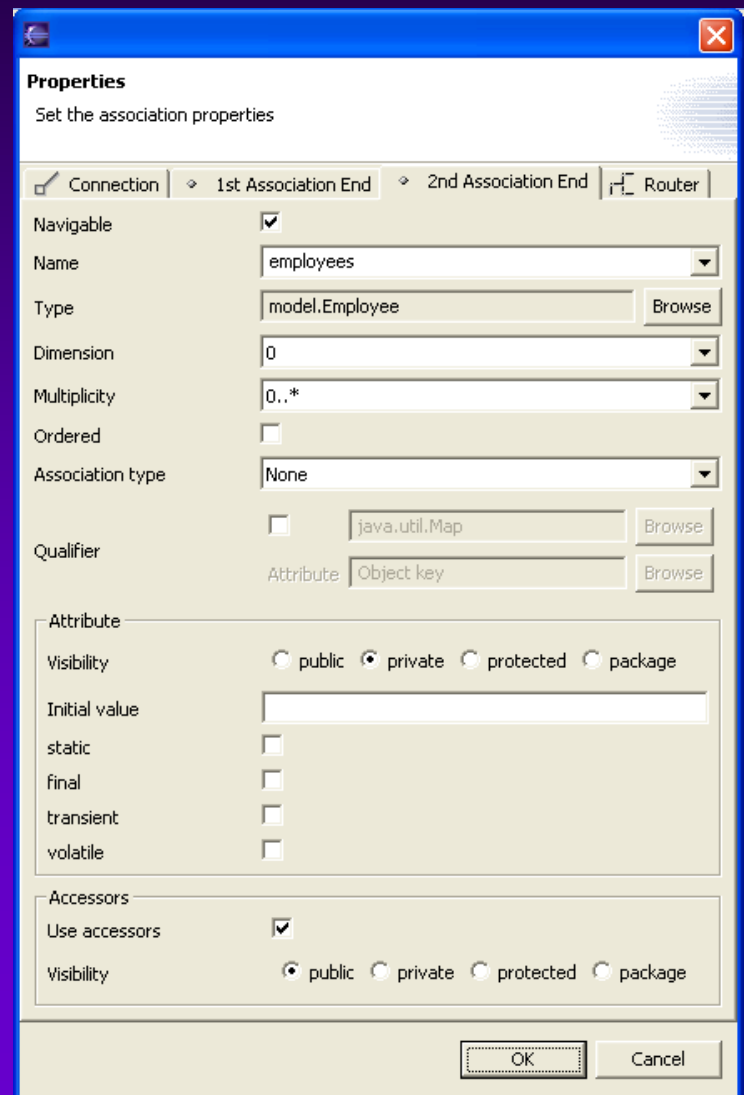 Properties
Set the association properties
Connection 1st Association End 2nd Association End Router
Navigable
Name employees
Type model.Employee Browse
Dimension 0
Multiplicity 0..*
Ordered
Association type None
java.util.Map Browse
Qualifier
Attribute Object key Browse
Attribute
Visibility public private protected package
Initial value
static
final
transient
volatile
Accessors
Use accessors
Visibility public private protected package
OK Cancel